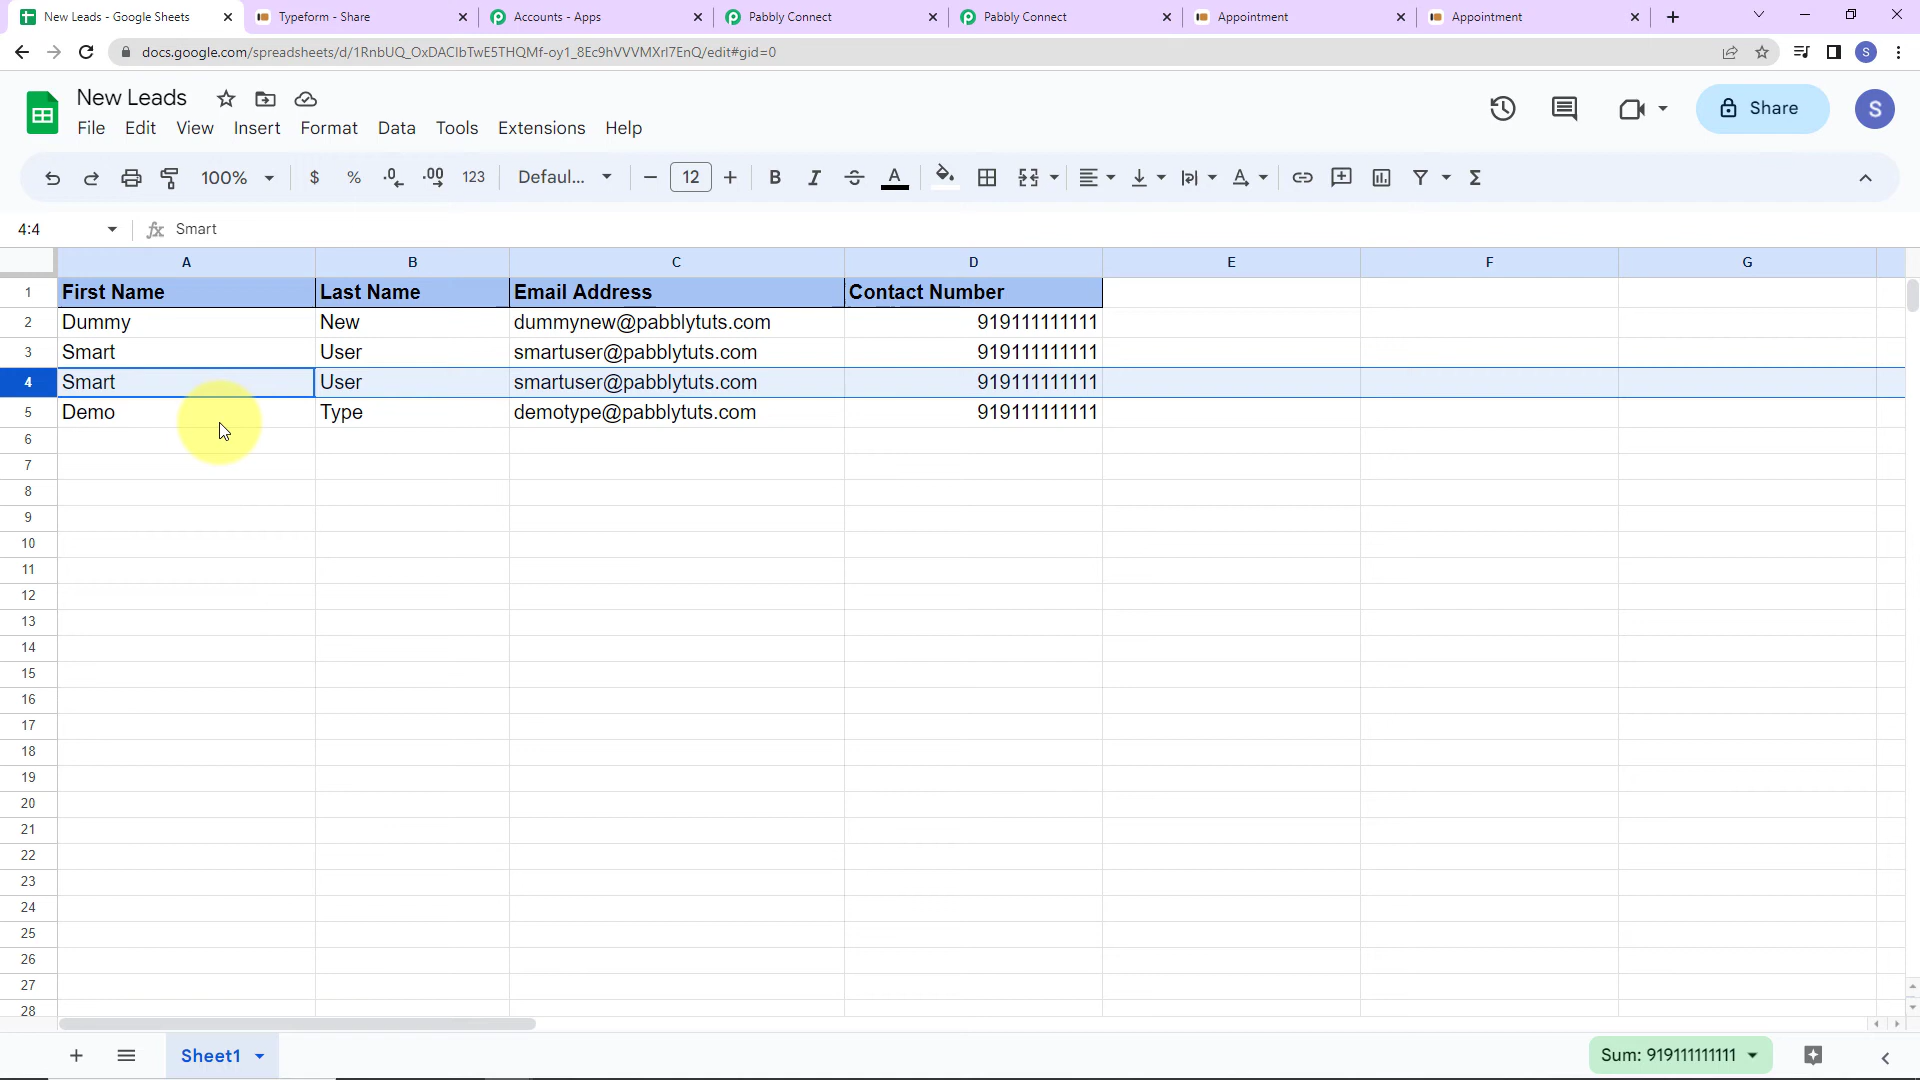 New Leads - Google Sheets Typeform - Share Accounts - Apps Pabbly Connect Pabbly Connect Appointment Appointment
docs.google.com/spreadsheets/d/1RnbUQ_OxDAClbTwE5THQMf-oy1_8Ec9hVVVMXrl7EnQ/edit#gid=0 S
New Leads
Share S
File Edit View Insert Format Data Tools Extensions Help
100% $ % .0 .00 123 Defaul... 12 B I S A
4:4 fx Smart
A B C D E F G
1 First Name Last Name Email Address Contact Number
2 Dummy New dummynew@pabblytuts.com 919111111111
3 Smart User smartuser@pabblytuts.com 919111111111
4 Smart User smartuser@pabblytuts.com 919111111111
5 Demo Type demotype@pabblytuts.com 919111111111
6
7
8
9
10
11
12
13
14
15
16
17
18
19
20
21
22
23
24
25
26
27
28
Sheet1 Sum: 919111111111